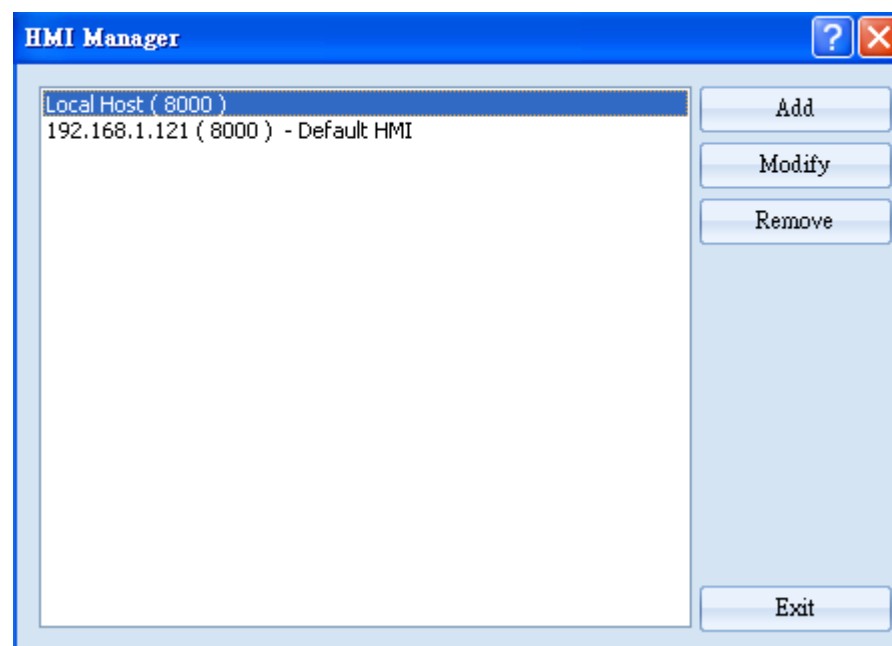 HMI Manager
Local Host ( 8000 )
192.168.1.121 ( 8000 )  - Default HMI
Add
Modify
Remove
Exit